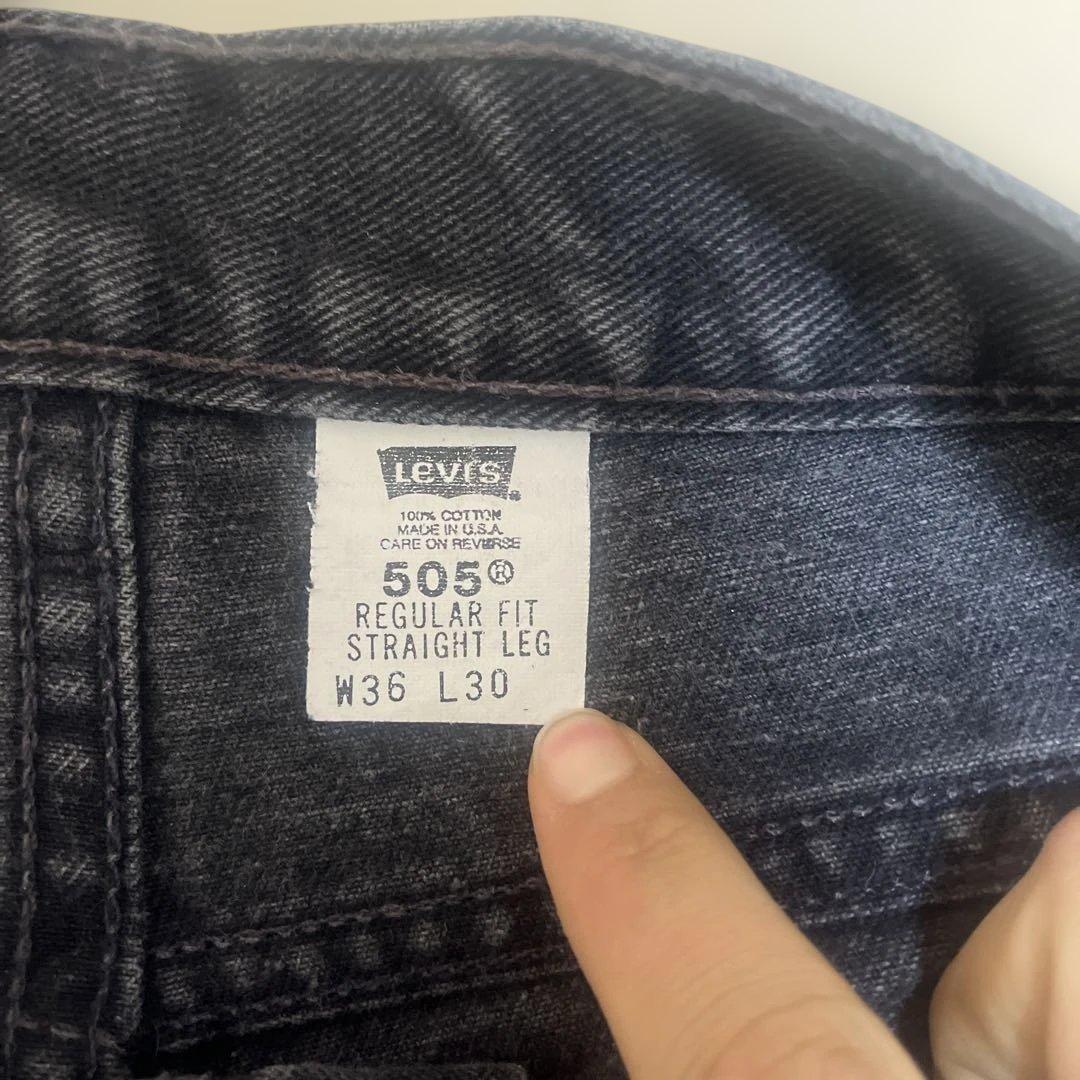 Levi's®
100% COTTON
MADE IN U.S.A.
CARE ON REVERSE
505®
REGULAR FIT
STRAIGHT LEG
W36 L30